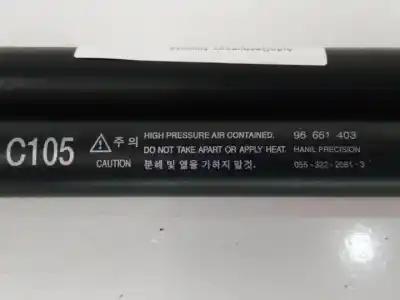 C105
주의
CAUTION
HIGH PRESSURE AIR CONTAINED.
DO NOT TAKE APART OR APPLY HEAT.
분해 및 열을 가하지 말것.
96 661 403
HANIL PRECISION
055-322-2081~3